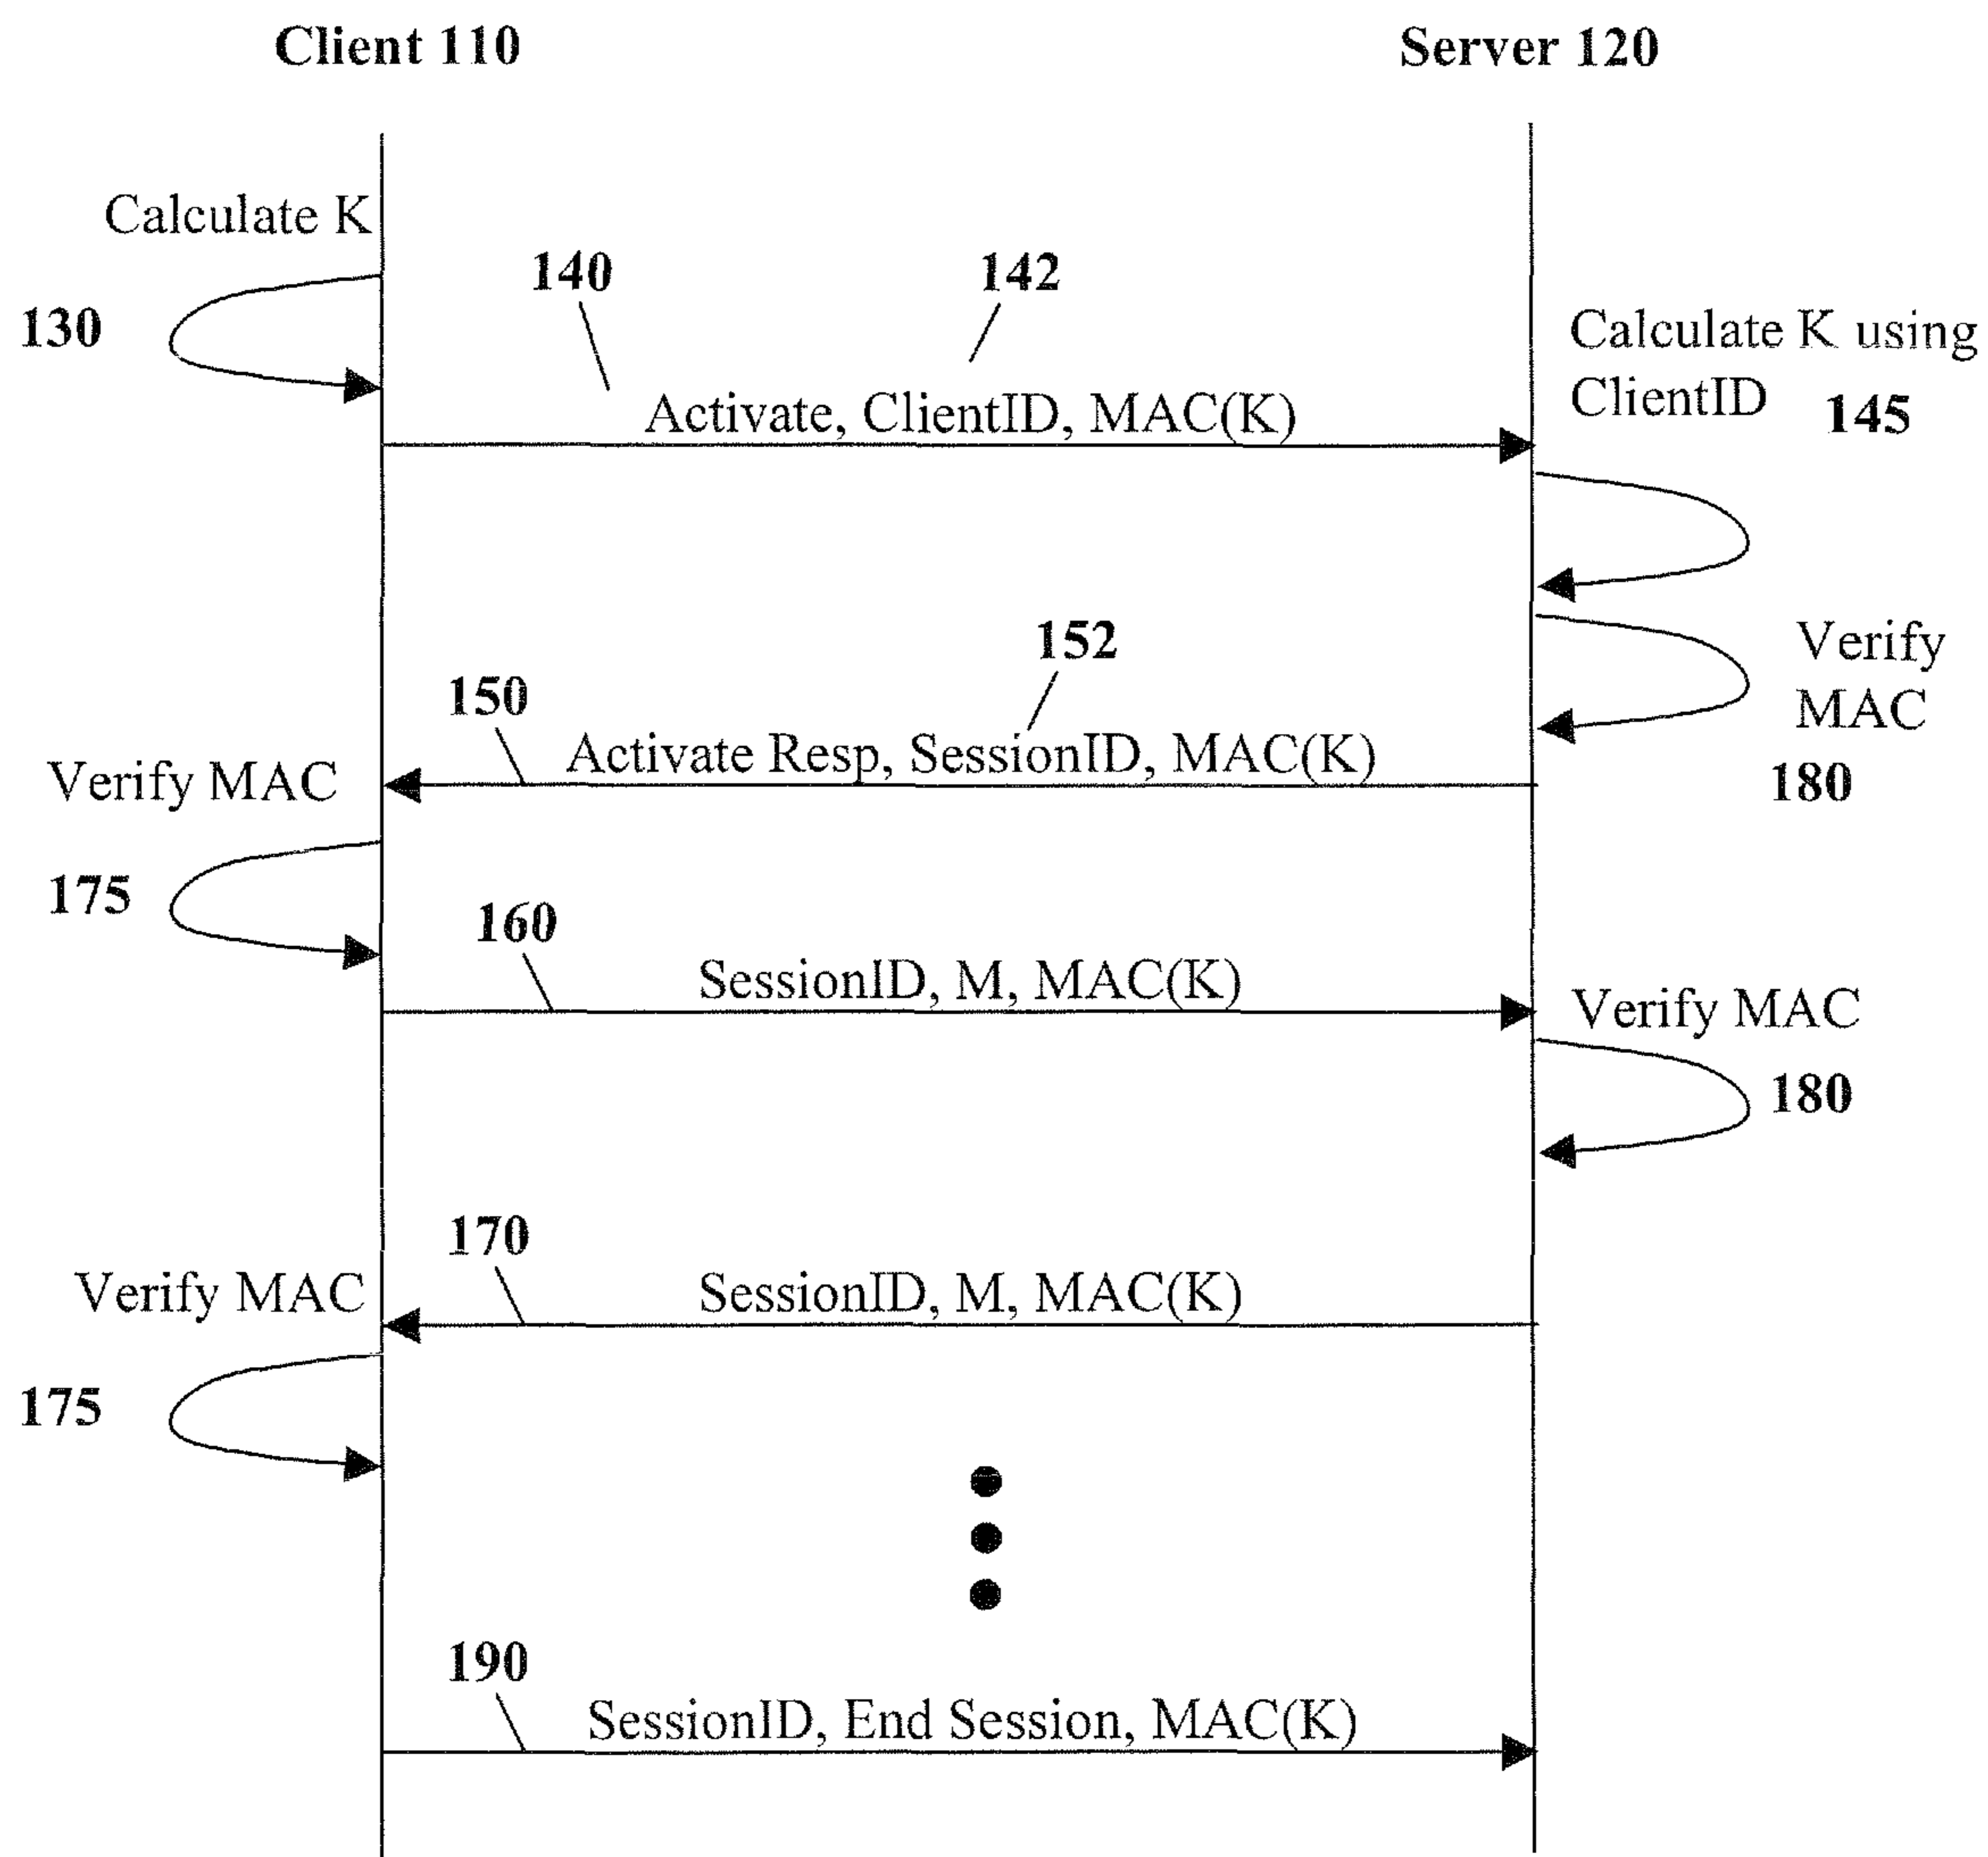 Client 110
Server 120
Calculate K
130
140
142
Activate, ClientID, MAC(K)
Calculate K using
ClientID 145
Verify
MAC
180
152
150
Activate Resp, SessionID, MAC(K)
Verify MAC
175
160
SessionID, M, MAC(K)
Verify MAC
180
170
Verify MAC
SessionID, M, MAC(K)
175
190
SessionID, End Session, MAC(K)